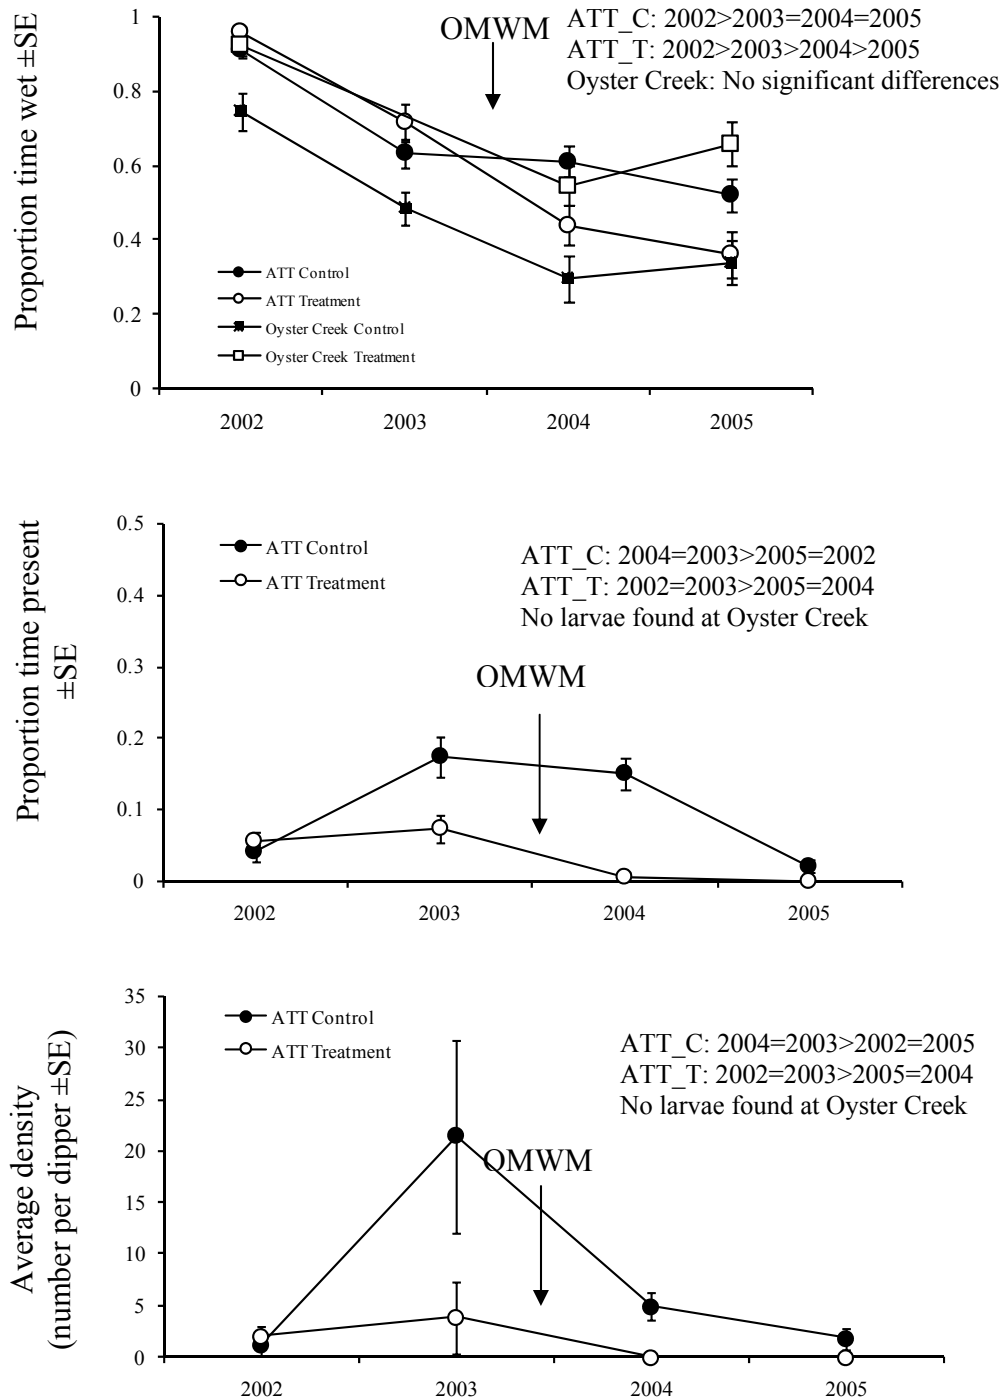 Proportion time wet ±SE
1
0.8
0.6
0.4
0.2
0
OMWM
ATT_C: 2002>2003=2004=2005
ATT_T: 2002>2003>2004>2005
Oyster Creek: No significant differences
ATT Control
ATT Treatment
Oyster Creek Control
Oyster Creek Treatment
2002
2003
2004
2005
Proportion time present
±SE
0.5
0.4
0.3
0.2
0.1
0
ATT Control
ATT Treatment
ATT_C: 2004=2003>2005=2002
ATT_T: 2002=2003>2005=2004
No larvae found at Oyster Creek
OMWM
2002
2003
2004
2005
Average density
(number per dipper ±SE)
35
30
25
20
15
10
5
0
ATT Control
ATT Treatment
ATT_C: 2004=2003>2002=2005
ATT_T: 2002=2003>2005=2004
No larvae found at Oyster Creek
OMWM
2002
2003
2004
2005